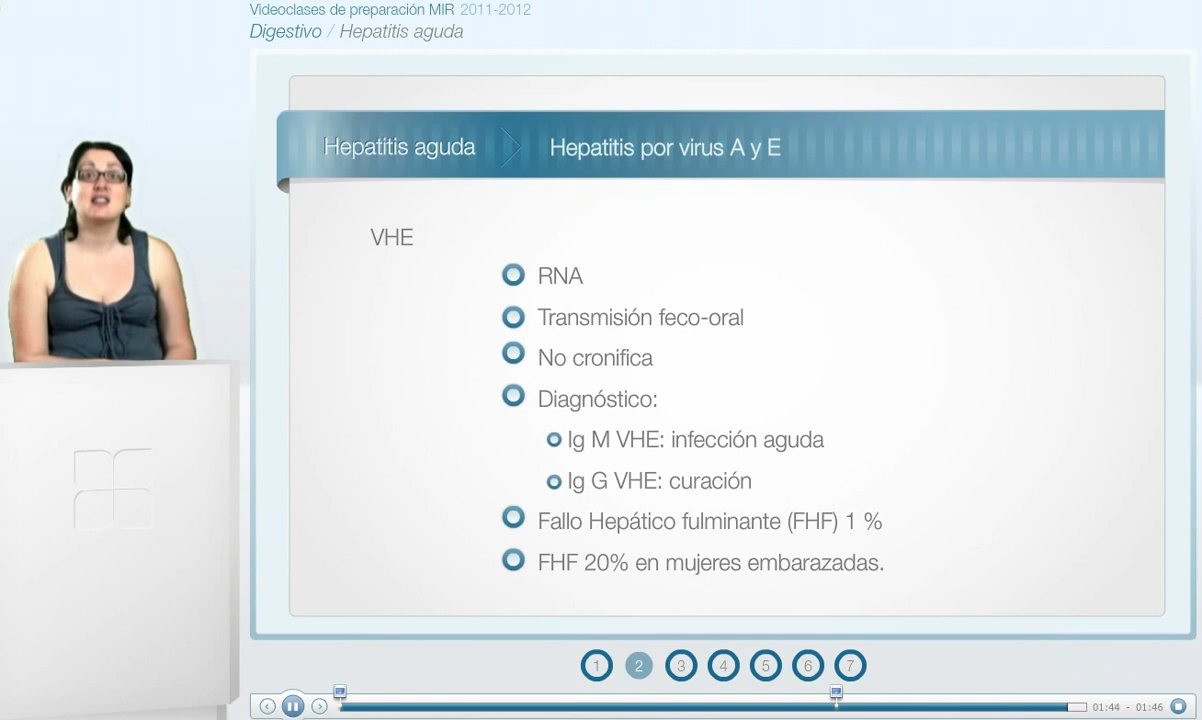 Videoclases de preparación MIR 2011-2012
Digestivo / Hepatitis aguda
Hepatitis aguda
Hepatitis por virus A y E
VHE
RNA
Transmisión feco-oral
No cronifica
Diagnóstico:
Ig M VHE: infección aguda
Ig G VHE: curación
Fallo Hepático fulminante (FHF) 1 %
FHF 20% en mujeres embarazadas.
1 2 3 4 5 6 7
01:44 - 01:46